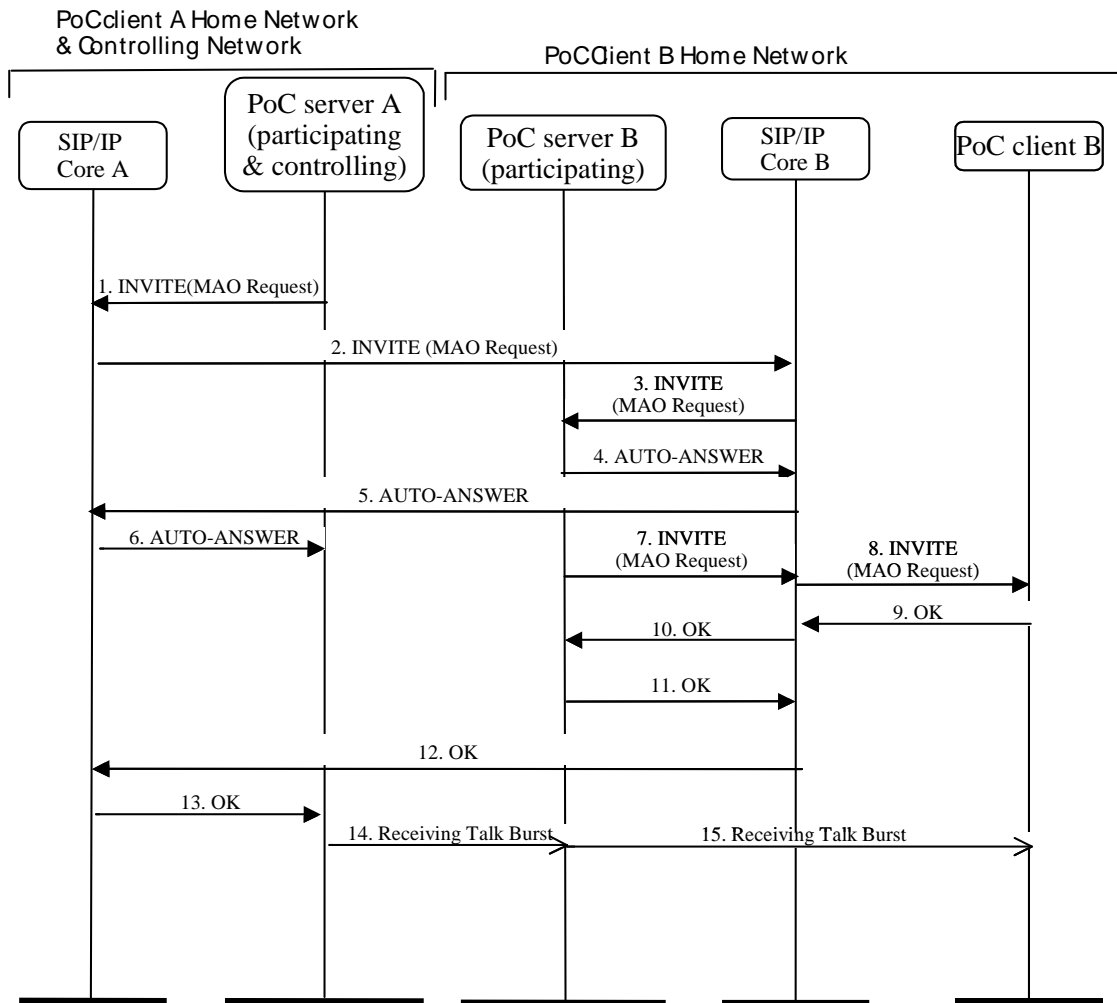 PoCclient A Home Network
& Controlling Network
PoCClient B Home Network
SIP/IP
Core A
PoC server A
(participating
& controlling)
PoC server B
(participating)
SIP/IP
Core B
PoC client B
1. INVITE(MAO Request)
2. INVITE (MAO Request)
3. INVITE
(MAO Request)
4. AUTO-ANSWER
5. AUTO-ANSWER
6. AUTO-ANSWER
7. INVITE
(MAO Request)
8. INVITE
(MAO Request)
9. OK
10. OK
11. OK
12. OK
13. OK
14. Receiving Talk Burst
15. Receiving Talk Burst